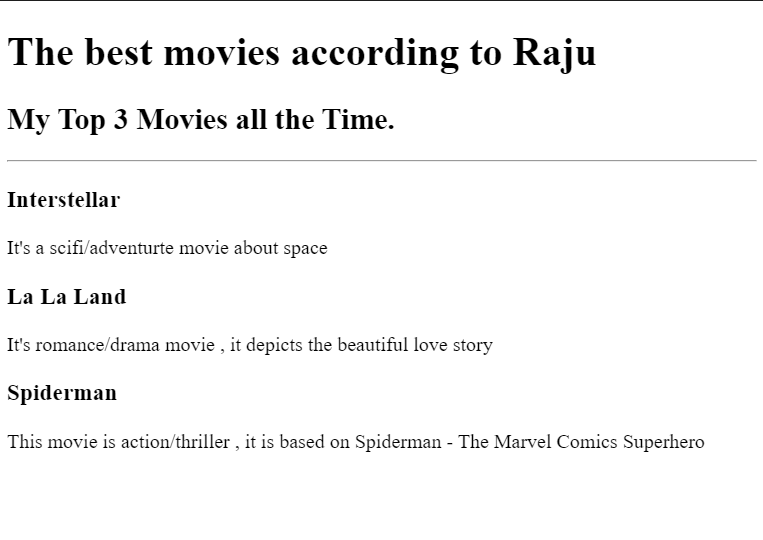 The best movies according to Raju
My Top 3 Movies all the Time.
Interstellar
It's a scifi/adventurte movie about space
La La Land
It's romance/drama movie , it depicts the beautiful love story
Spiderman
This movie is action/thriller , it is based on Spiderman - The Marvel Comics Superhero